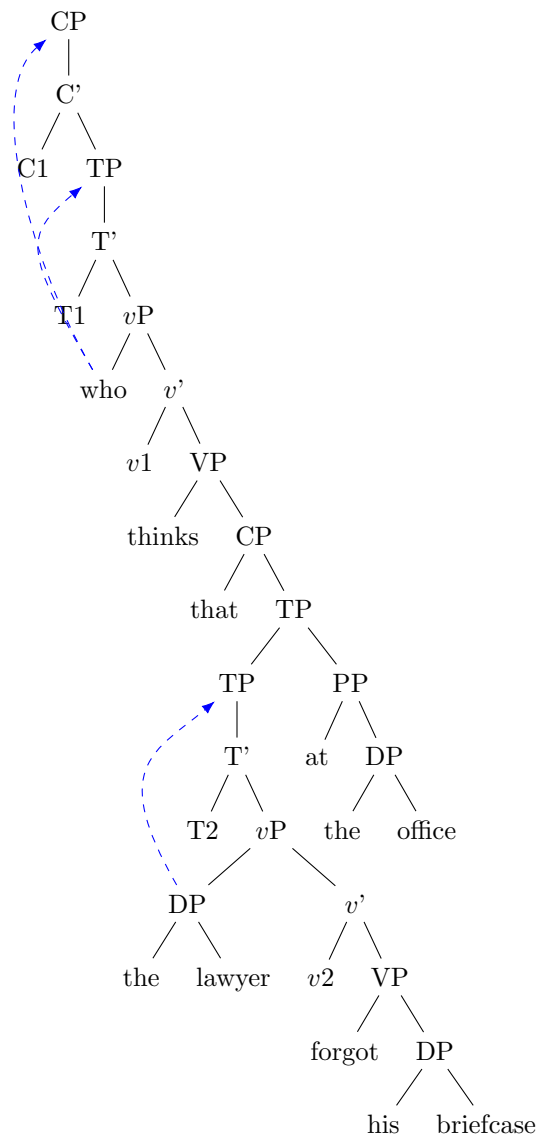 CP
C'
C1 TP
T'
T1 vP
who v'
v1 VP
thinks CP
that TP
TP PP
T' at DP
T2 vP the office
DP v'
the lawyer v2 VP
forgot DP
his briefcase